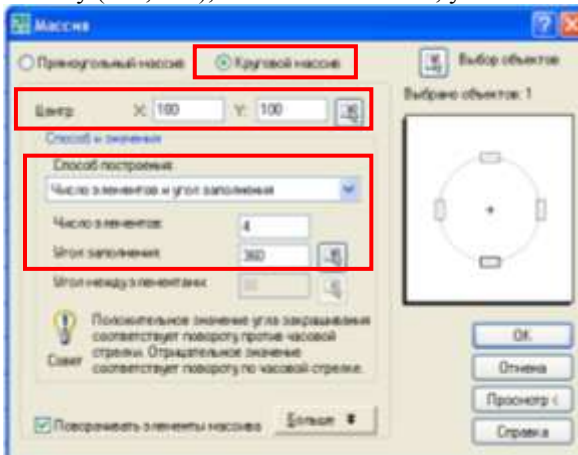 Массив
Прямоугольный массив
Круговой массив
Выбор объектов
Выбрано объектов: 1
Центр X: 100 Y: 100
Способ и значения
Способ построения
Число элементов и угол заполнения
Число элементов: 4
Угол заполнения: 360
Угол между элементами:
Совет
Положительное значение угла закрашивания
соответствует повороту против часовой
стрелки. Отрицательное значение
соответствует повороту по часовой стрелке.
OK
Отмена
Просмотр <
Справка
Поворачивать элементы массива
Больше